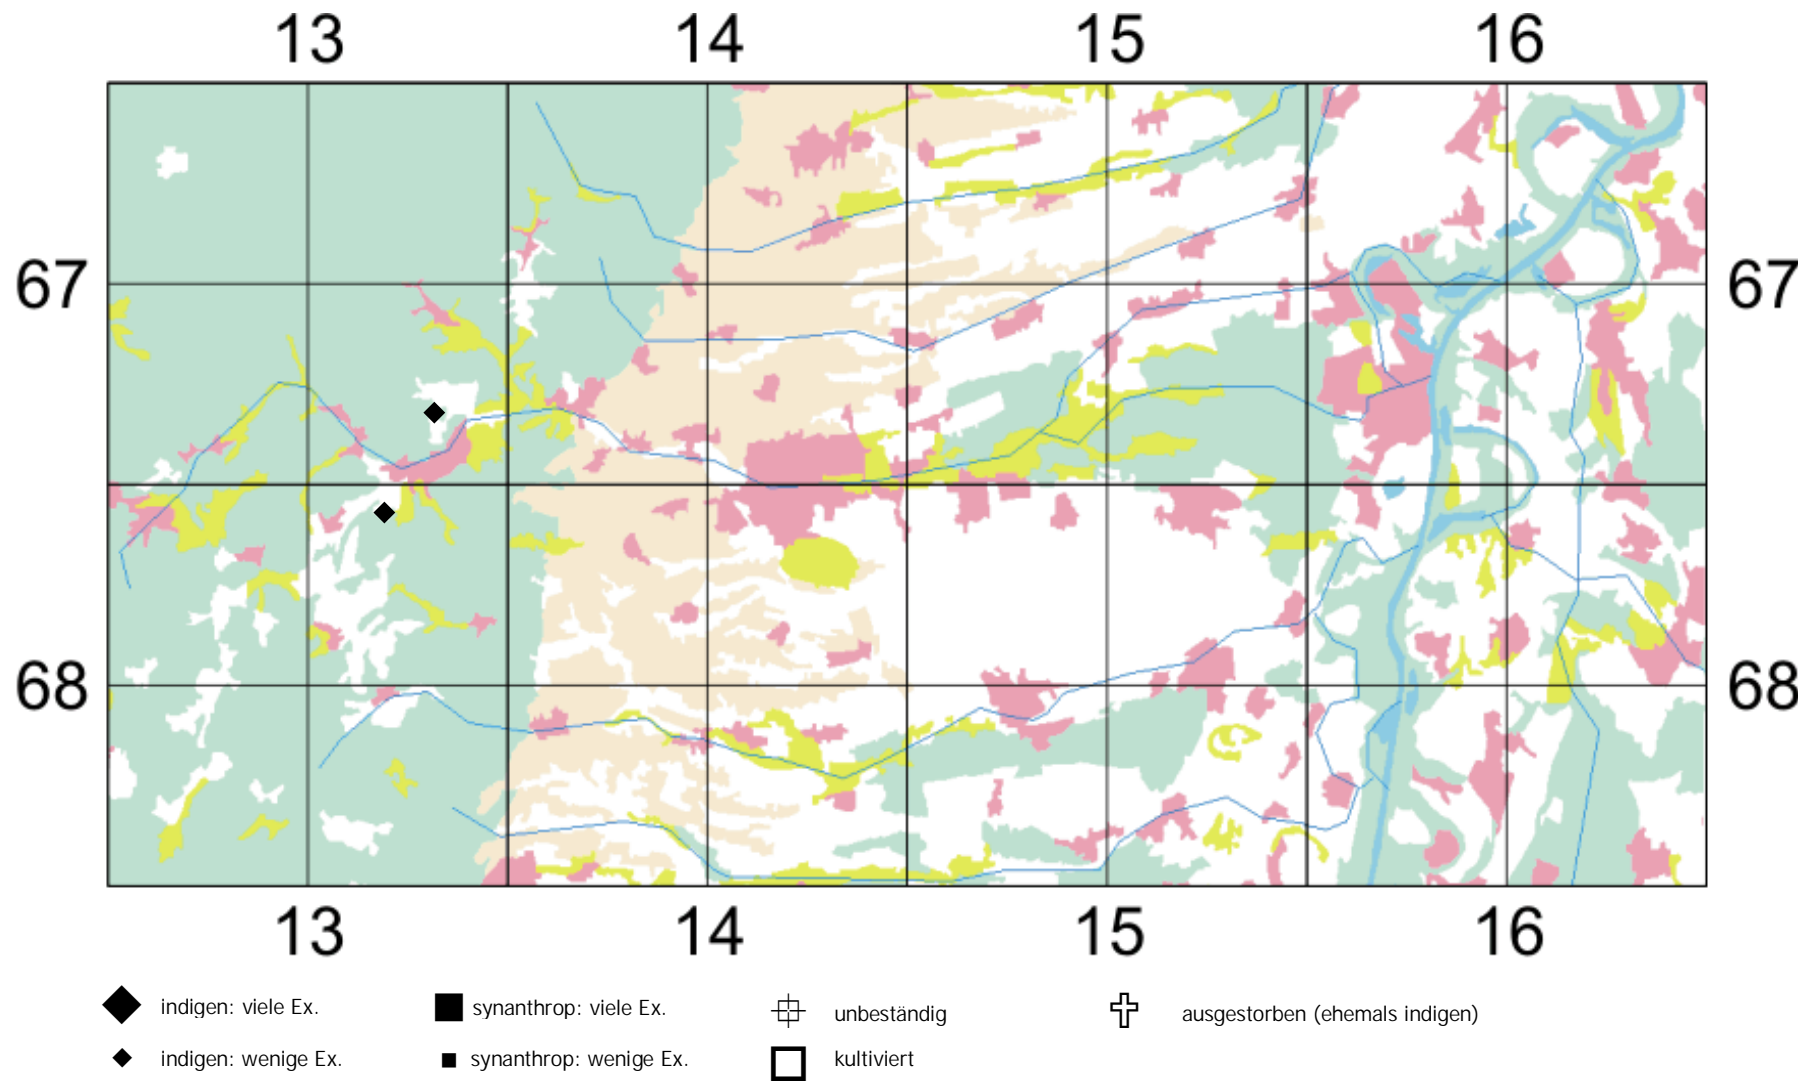 13 14 15 16
67 67
68 68
13 14 15 16
indigen: viele Ex. synanthrop: viele Ex. unbeständig ausgestorben (ehemals indigen)
indigen: wenige Ex. synanthrop: wenige Ex. kultiviert